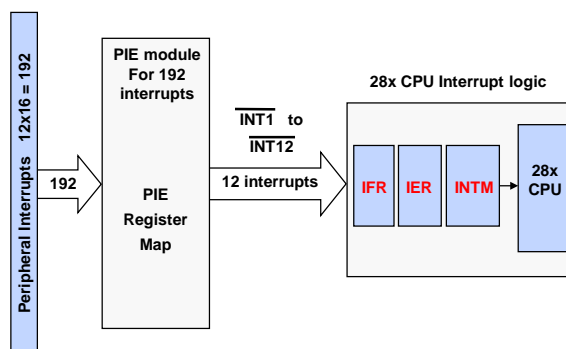 Peripheral Interrupts 12x16 = 192
192
PIE module
For 192
interrupts
PIE
Register
Map
INT1 to
INT12
12 interrupts
28x CPU Interrupt logic
IFR
IER
INTM
28x
CPU